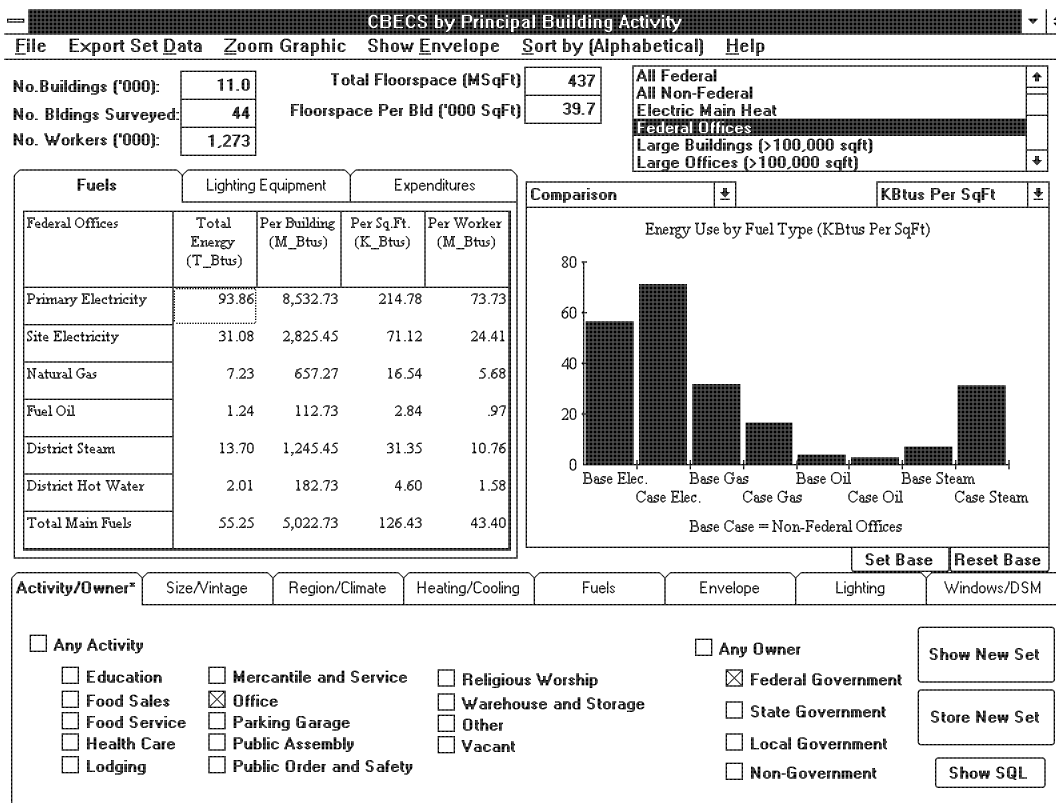 CBECS by Principal Building Activity
File Export Set Data Zoom Graphic Show Envelope Sort by (Alphabetical) Help
No.Buildings ('000): 11.0
No. Bldings Surveyed: 44
No. Workers ('000): 1,273
Total Floorspace (MSqFt) 437
Floorspace Per Bld ('000 SqFt) 39.7
All Federal
All Non-Federal
Electric Main Heat
Federal Offices
Large Buildings (>100,000 sqft)
Large Offices (>100,000 sqft)
Fuels Lighting Equipment Expenditures
Federal Offices Total Energy (T_Btus) Per Building (M_Btus) Per Sq.Ft. (K_Btus) Per Worker (M_Btus)
Primary Electricity 93.86 8,532.73 214.78 73.73
Site Electricity 31.08 2,825.45 71.12 24.41
Natural Gas 7.23 657.27 16.54 5.68
Fuel Oil 1.24 112.73 2.84 .97
District Steam 13.70 1,245.45 31.35 10.76
District Hot Water 2.01 182.73 4.60 1.58
Total Main Fuels 55.25 5,022.73 126.43 43.40
Comparison KBtus Per SqFt
Energy Use by Fuel Type (KBtus Per SqFt)
80
60
40
20
0
Base Elec. Base Gas Base Oil Base Steam
Case Elec. Case Gas Case Oil Case Steam
Base Case = Non-Federal Offices
Set Base Reset Base
Activity/Owner* Size/Vintage Region/Climate Heating/Cooling Fuels Envelope Lighting Windows/DSM
Any Activity
Education
Food Sales
Food Service
Health Care
Lodging
Mercantile and Service
Office
Parking Garage
Public Assembly
Public Order and Safety
Religious Worship
Warehouse and Storage
Other
Vacant
Any Owner
Federal Government
State Government
Local Government
Non-Government
Show New Set
Store New Set
Show SQL